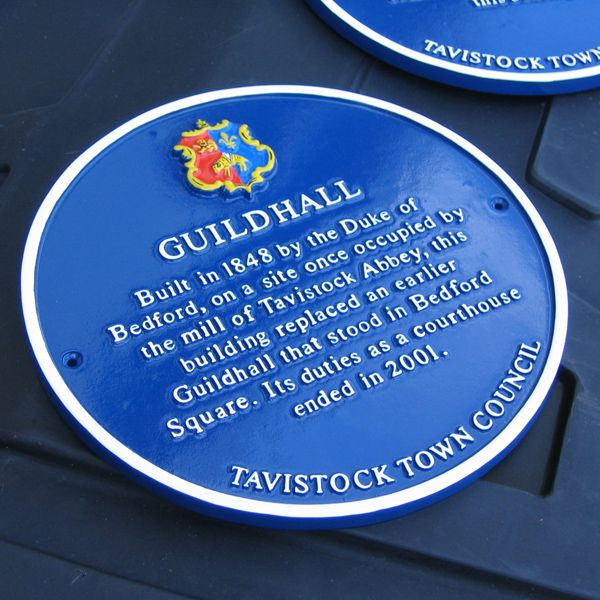 GUILDHALL
Built in 1848 by the Duke of
Bedford, on a site once occupied by
the mill of Tavistock Abbey, this
building replaced an earlier
Guildhall that stood in Bedford
Square. Its duties as a courthouse
ended in 2001.
TAVISTOCK TOWN COUNCIL
TAVISTOCK TOWN